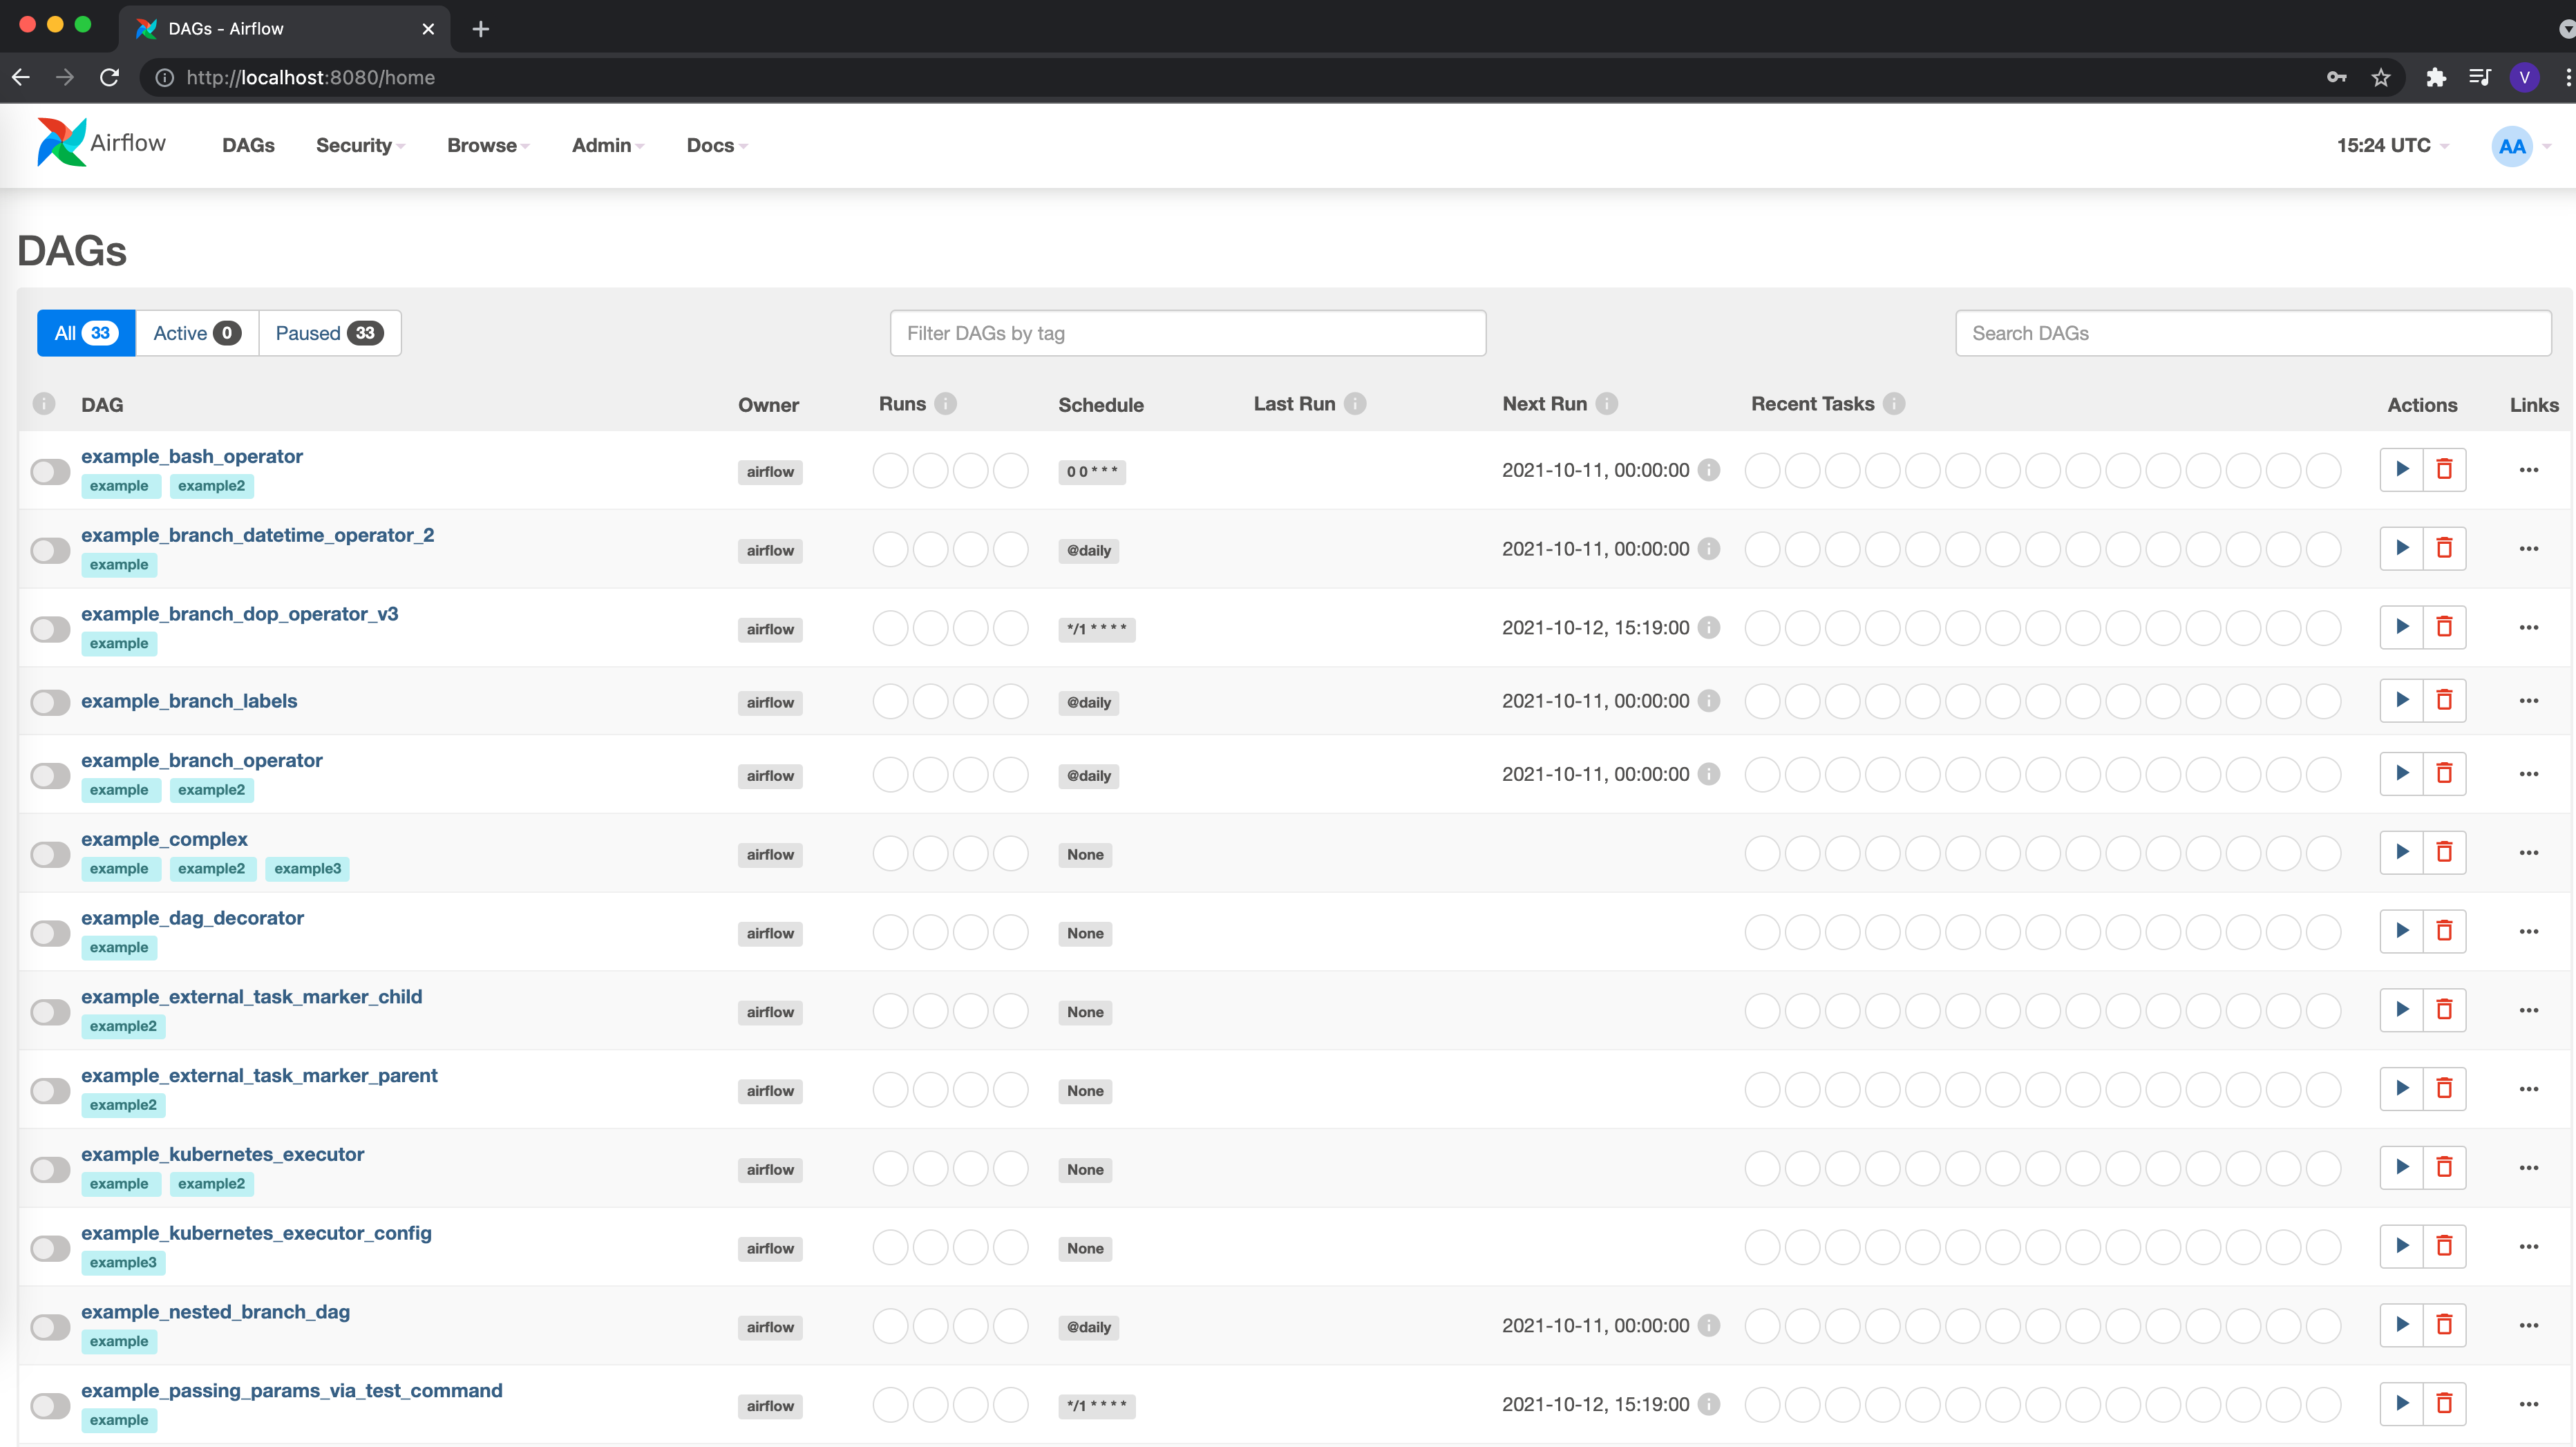 DAGs - Airflow
http://localhost:8080/home
V
Airflow DAGs Security Browse Admin Docs 15:24 UTC AA
DAGs
All 33 Active 0 Paused 33 Filter DAGs by tag Search DAGs
DAG Owner Runs Schedule Last Run Next Run Recent Tasks Actions Links
example_bash_operator
example example2 airflow 0 0 * * * 2021-10-11, 00:00:00
example_branch_datetime_operator_2
example airflow @daily 2021-10-11, 00:00:00
example_branch_dop_operator_v3
example airflow */1 * * * * 2021-10-12, 15:19:00
example_branch_labels airflow @daily 2021-10-11, 00:00:00
example_branch_operator
example example2 airflow @daily 2021-10-11, 00:00:00
example_complex
example example2 example3 airflow None
example_dag_decorator
example airflow None
example_external_task_marker_child
example2 airflow None
example_external_task_marker_parent
example2 airflow None
example_kubernetes_executor
example example2 airflow None
example_kubernetes_executor_config
example3 airflow None
example_nested_branch_dag
example airflow @daily 2021-10-11, 00:00:00
example_passing_params_via_test_command
example airflow */1 * * * * 2021-10-12, 15:19:00